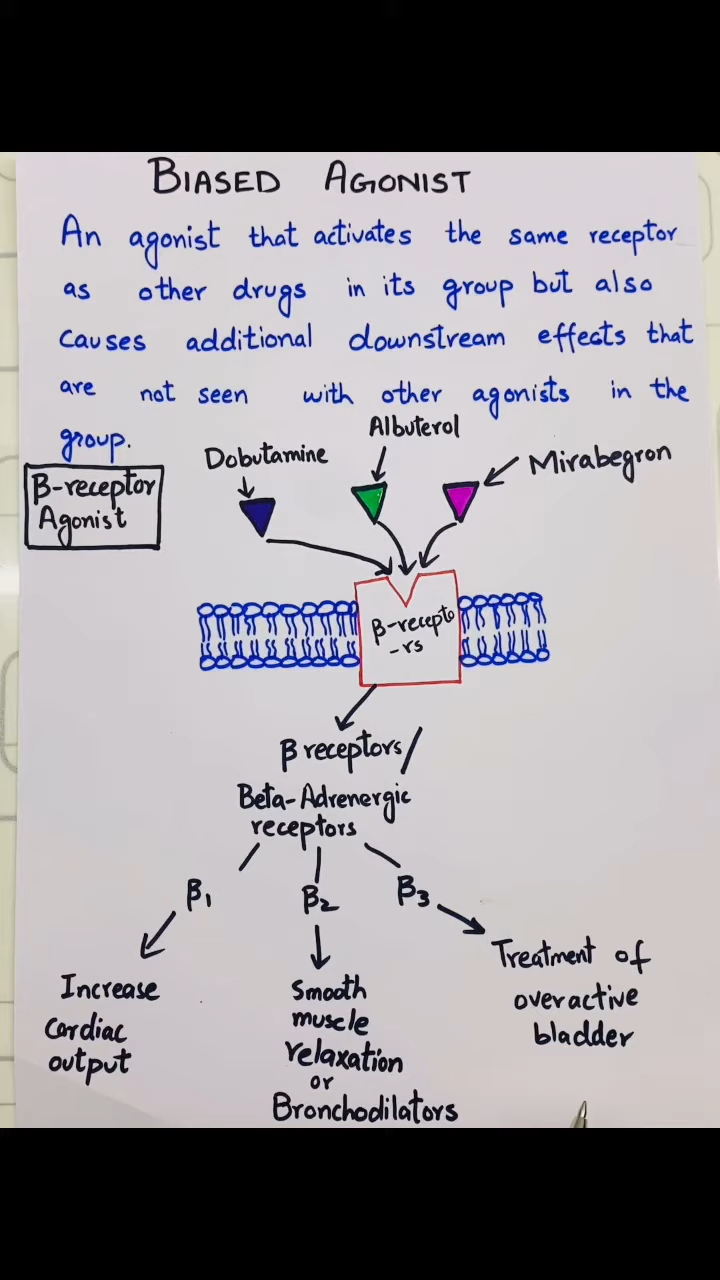 BIASED AGONIST
An agonist that activates the same receptor
as other drugs in its group but also
causes additional downstream effects that
are not seen with other agonists in the
group.
B-receptor
Agonist
Dobutamine
Albuterol
Mirabegron
β-recepto
-rs
β receptors/
Beta-Adrenergic
receptors
β1
β2
β3
Increase
cardiac
output
Smooth
muscle
relaxation
or
Bronchodilators
Treatment of
overactive
bladder